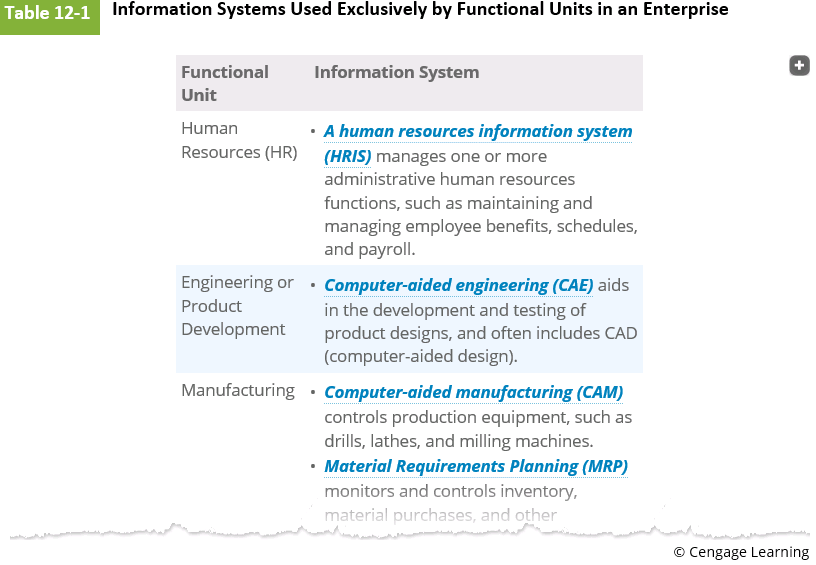 Table 12-1 Information Systems Used Exclusively by Functional Units in an Enterprise
Functional Unit
Information System
Human Resources (HR)
• A human resources information system
(HRIS) manages one or more
administrative human resources
functions, such as maintaining and
managing employee benefits, schedules,
and payroll.
Engineering or
Product
Development
• Computer-aided engineering (CAE) aids
in the development and testing of
product designs, and often includes CAD
(computer-aided design).
Manufacturing
• Computer-aided manufacturing (CAM)
controls production equipment, such as
drills, lathes, and milling machines.
• Material Requirements Planning (MRP)
monitors and controls inventory,
material purchases, and other
© Cengage Learning